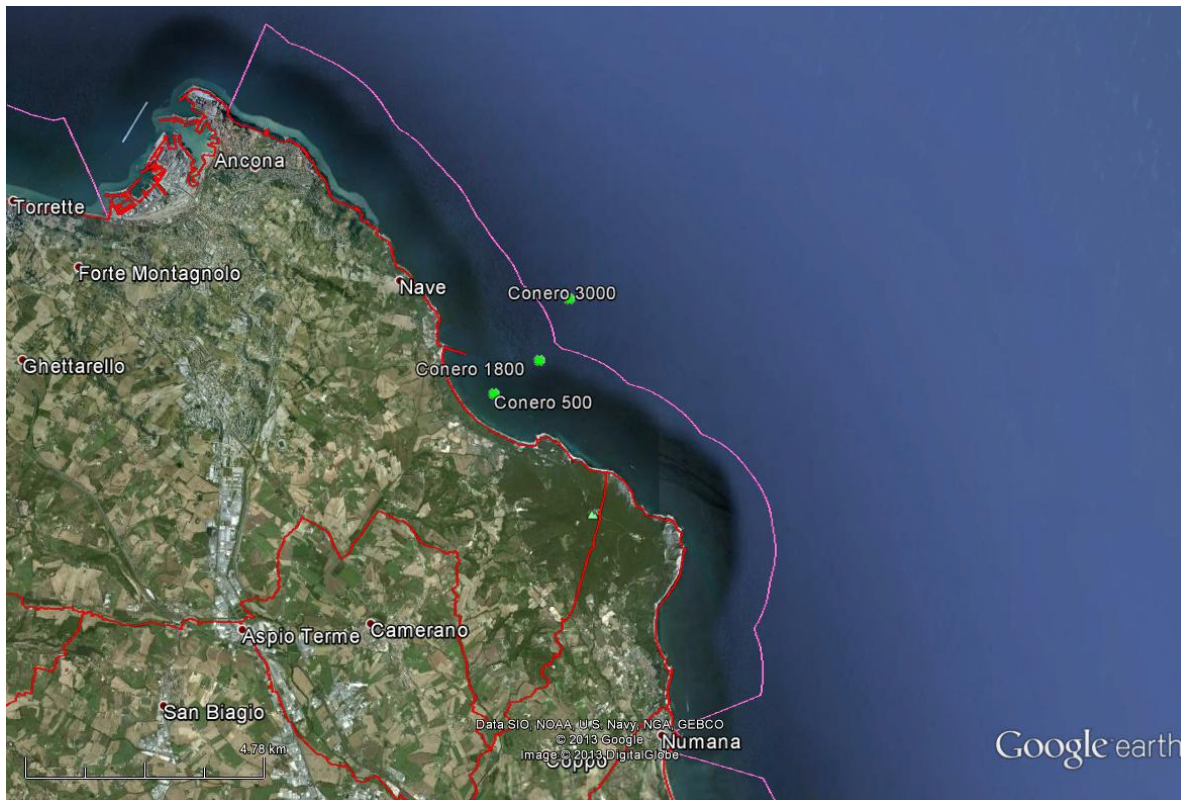 Ancona
Torrette
Forte Montagnolo
Nave
Conero 3000
Ghettarello
Conero 1800
Conero 500
Aspio Terme
Camerano
San Biagio
Data SIO, NOAA, U.S. Navy, NGA, GEBCO
© 2013 Google
Image © 2013 DigitalGlobe
Numana
Coppo
4.78 km
Google earth